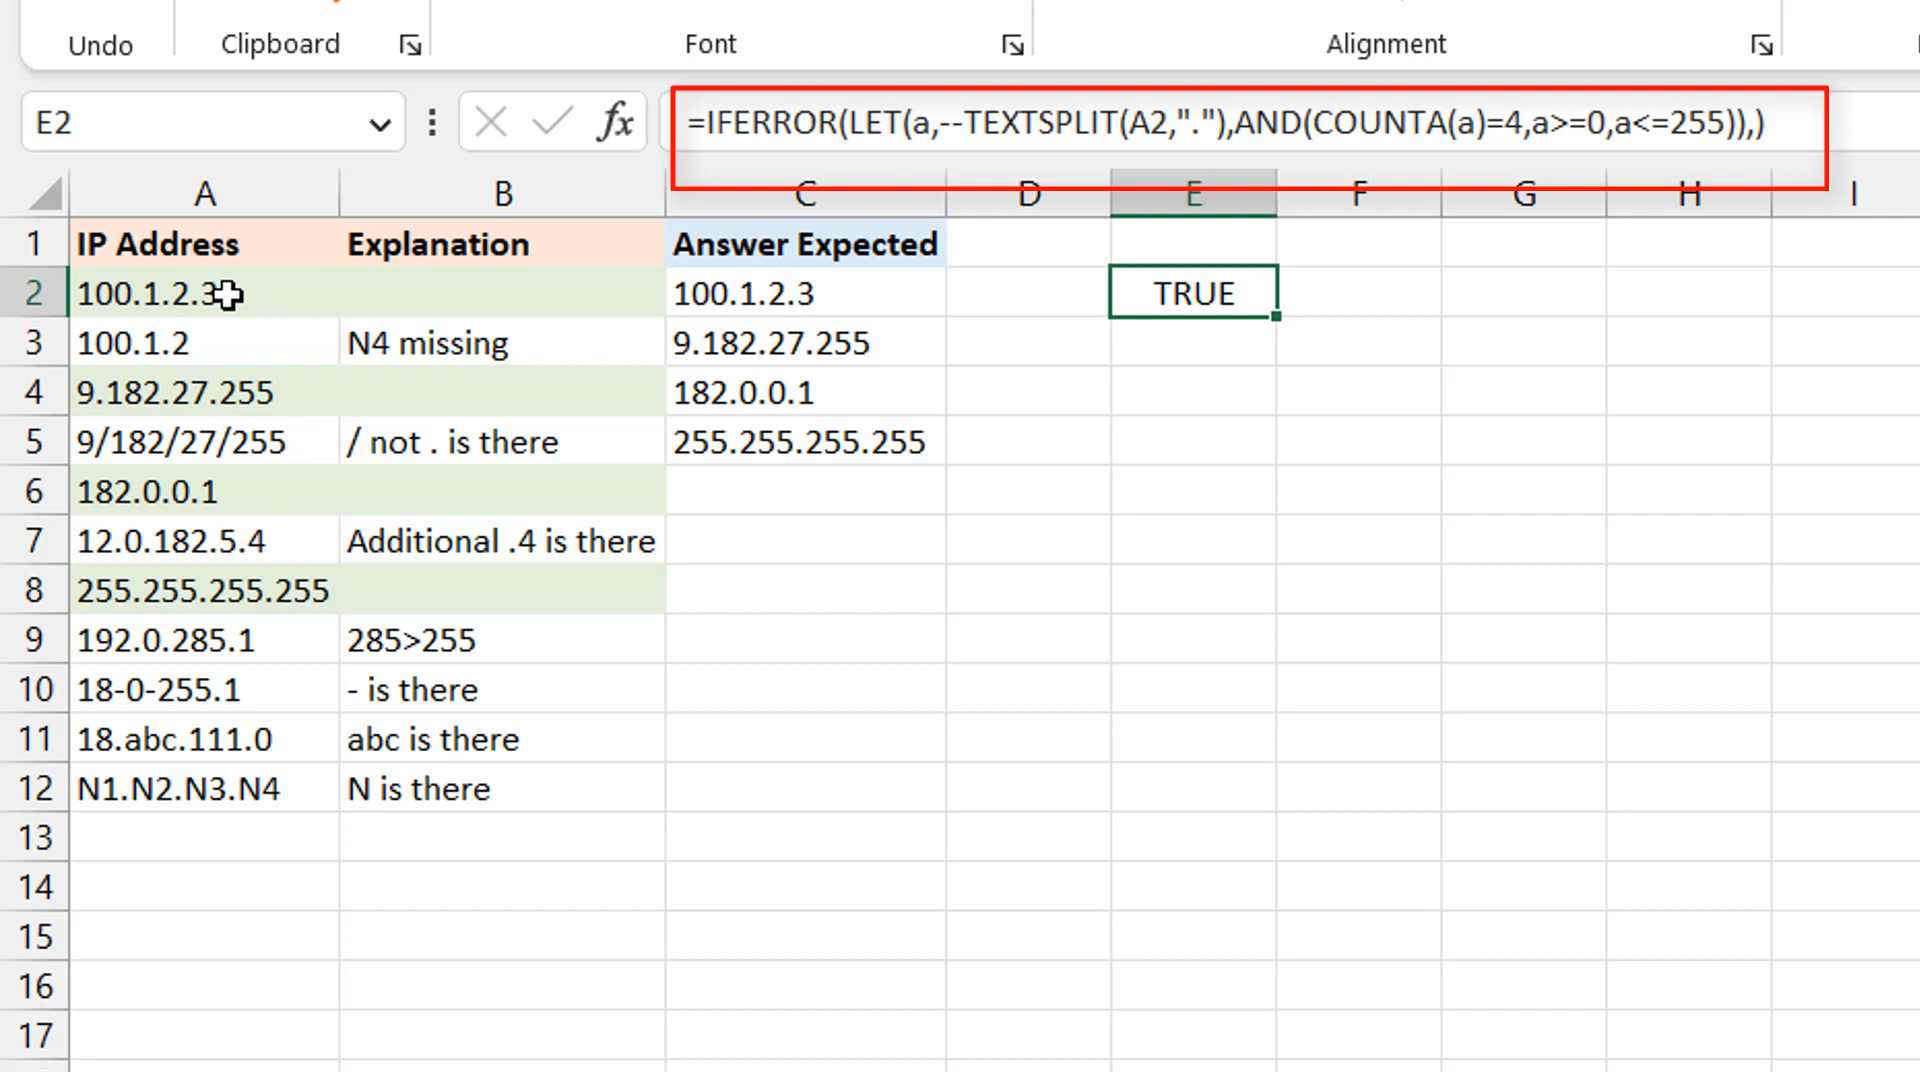 Undo Clipboard Font Alignment
E2 fx =IFERROR(LET(a,--TEXTSPLIT(A2,"."),AND(COUNTA(a)=4,a>=0,a<=255)),)
A B C D E F G H I
1 IP Address Explanation Answer Expected
2 100.1.2.3 100.1.2.3 TRUE
3 100.1.2 N4 missing 9.182.27.255
4 9.182.27.255 182.0.0.1
5 9/182/27/255 / not . is there 255.255.255.255
6 182.0.0.1
7 12.0.182.5.4 Additional .4 is there
8 255.255.255.255
9 192.0.285.1 285>255
10 18-0-255.1 - is there
11 18.abc.111.0 abc is there
12 N1.N2.N3.N4 N is there
13
14
15
16
17